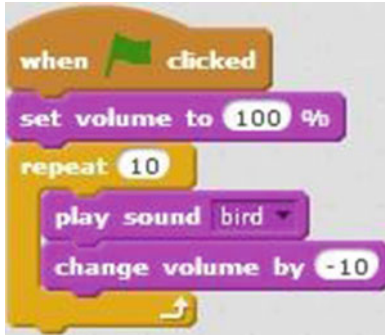 when clicked
set volume to 100 %
repeat 10
play sound bird
change volume by -10